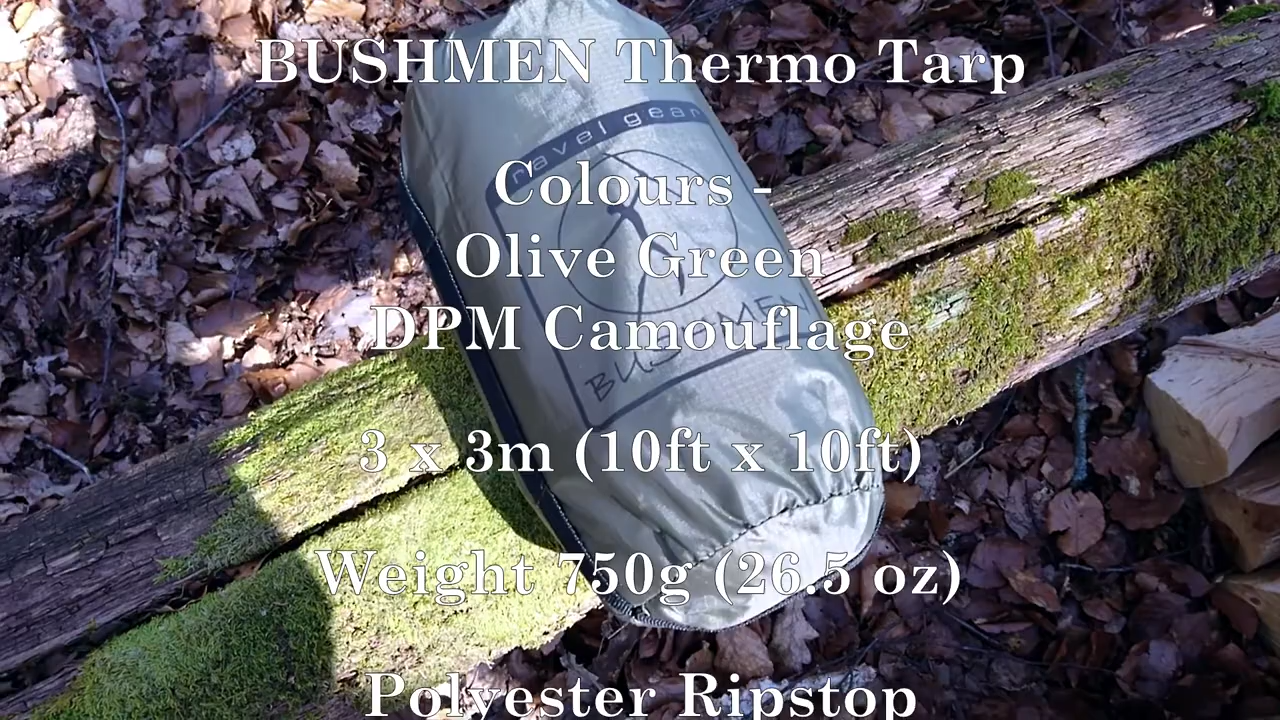 BUSHMEN Thermo Tarp
travel gear
Colours -
Olive Green
DPM Camouflage
BUSHMEN
3 x 3m (10ft x 10ft)
Weight 750g (26.5 oz)
Polyester Ripstop